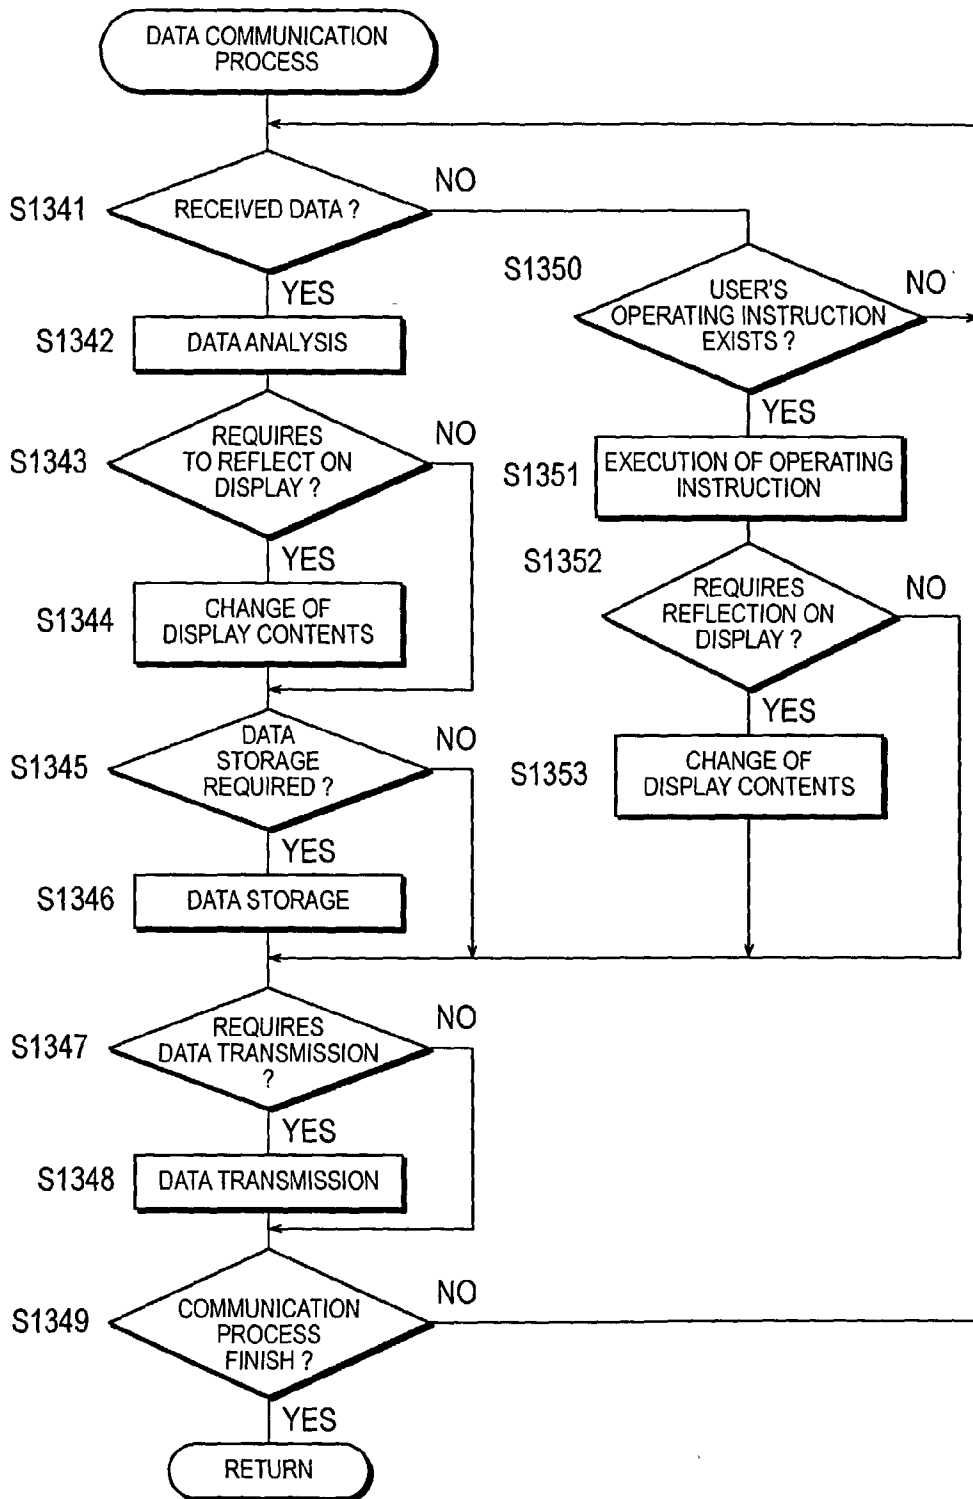 DATA COMMUNICATION
PROCESS
S1341
RECEIVED DATA ?
NO
YES
S1342
DATA ANALYSIS
S1343
REQUIRES
TO REFLECT ON
DISPLAY ?
NO
YES
S1344
CHANGE OF
DISPLAY CONTENTS
S1345
DATA
STORAGE
REQUIRED ?
NO
YES
S1346
DATA STORAGE
S1347
REQUIRES
DATA TRANSMISSION
?
NO
YES
S1348
DATA TRANSMISSION
S1349
COMMUNICATION
PROCESS
FINISH ?
NO
YES
RETURN
S1350
USER'S
OPERATING INSTRUCTION
EXISTS ?
NO
YES
S1351
EXECUTION OF OPERATING
INSTRUCTION
S1352
REQUIRES
REFLECTION ON
DISPLAY ?
NO
YES
S1353
CHANGE OF
DISPLAY CONTENTS